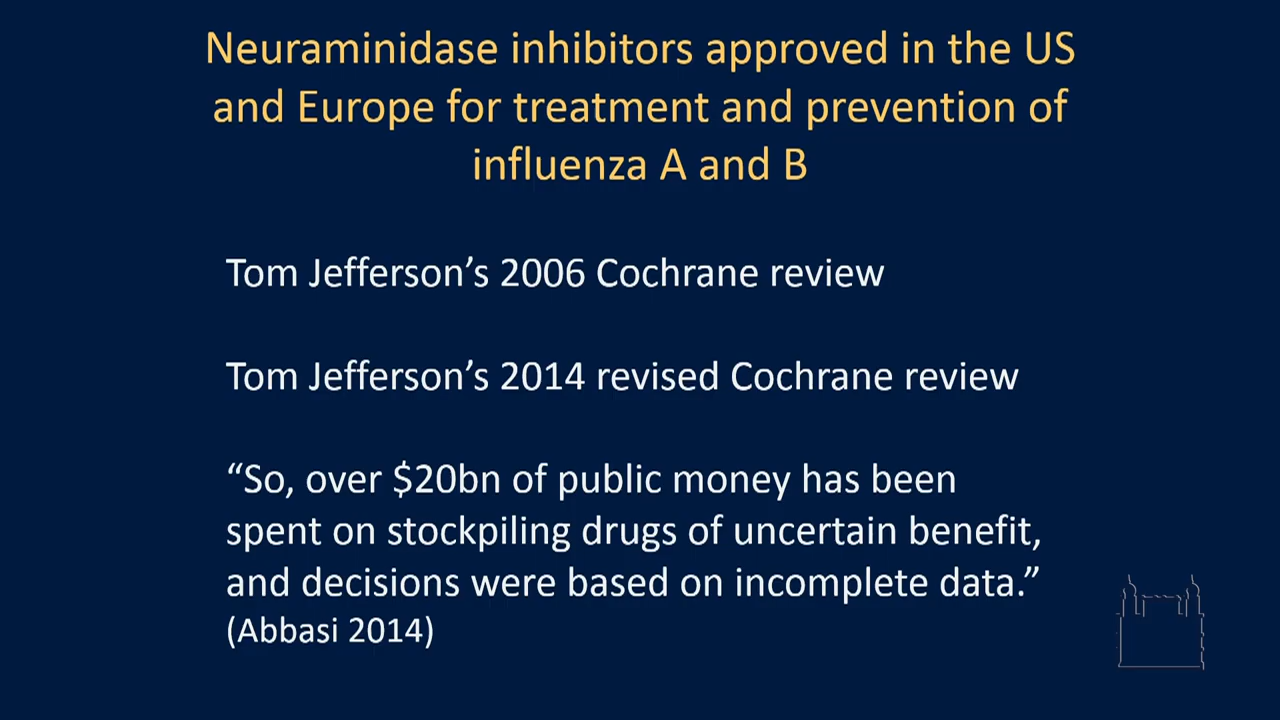 Neuraminidase inhibitors approved in the US
and Europe for treatment and prevention of
influenza A and B
Tom Jefferson’s 2006 Cochrane review
Tom Jefferson’s 2014 revised Cochrane review
“So, over $20bn of public money has been
spent on stockpiling drugs of uncertain benefit,
and decisions were based on incomplete data.”
(Abbasi 2014)